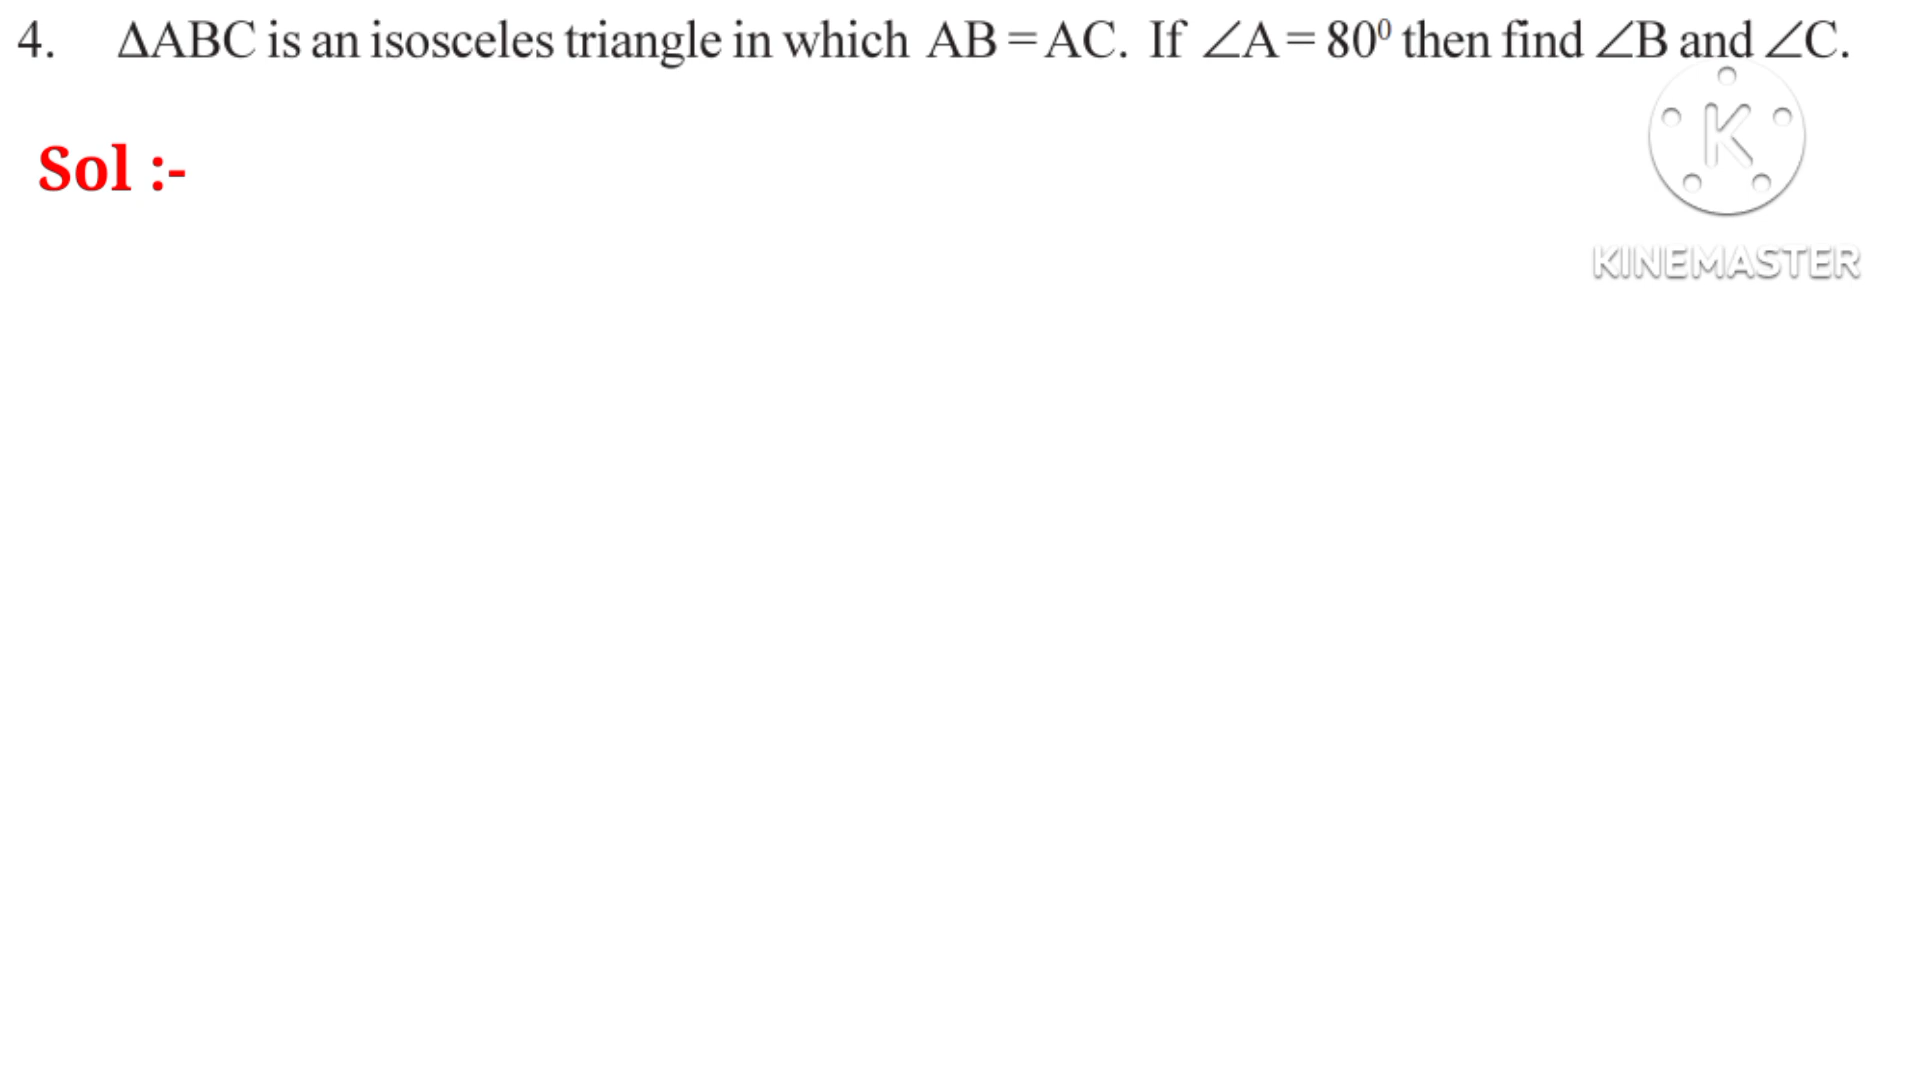 4. ΔABC is an isosceles triangle in which AB = AC. If ∠A = 80⁰ then find ∠B and ∠C.
K
Sol :-
KINEMASTER